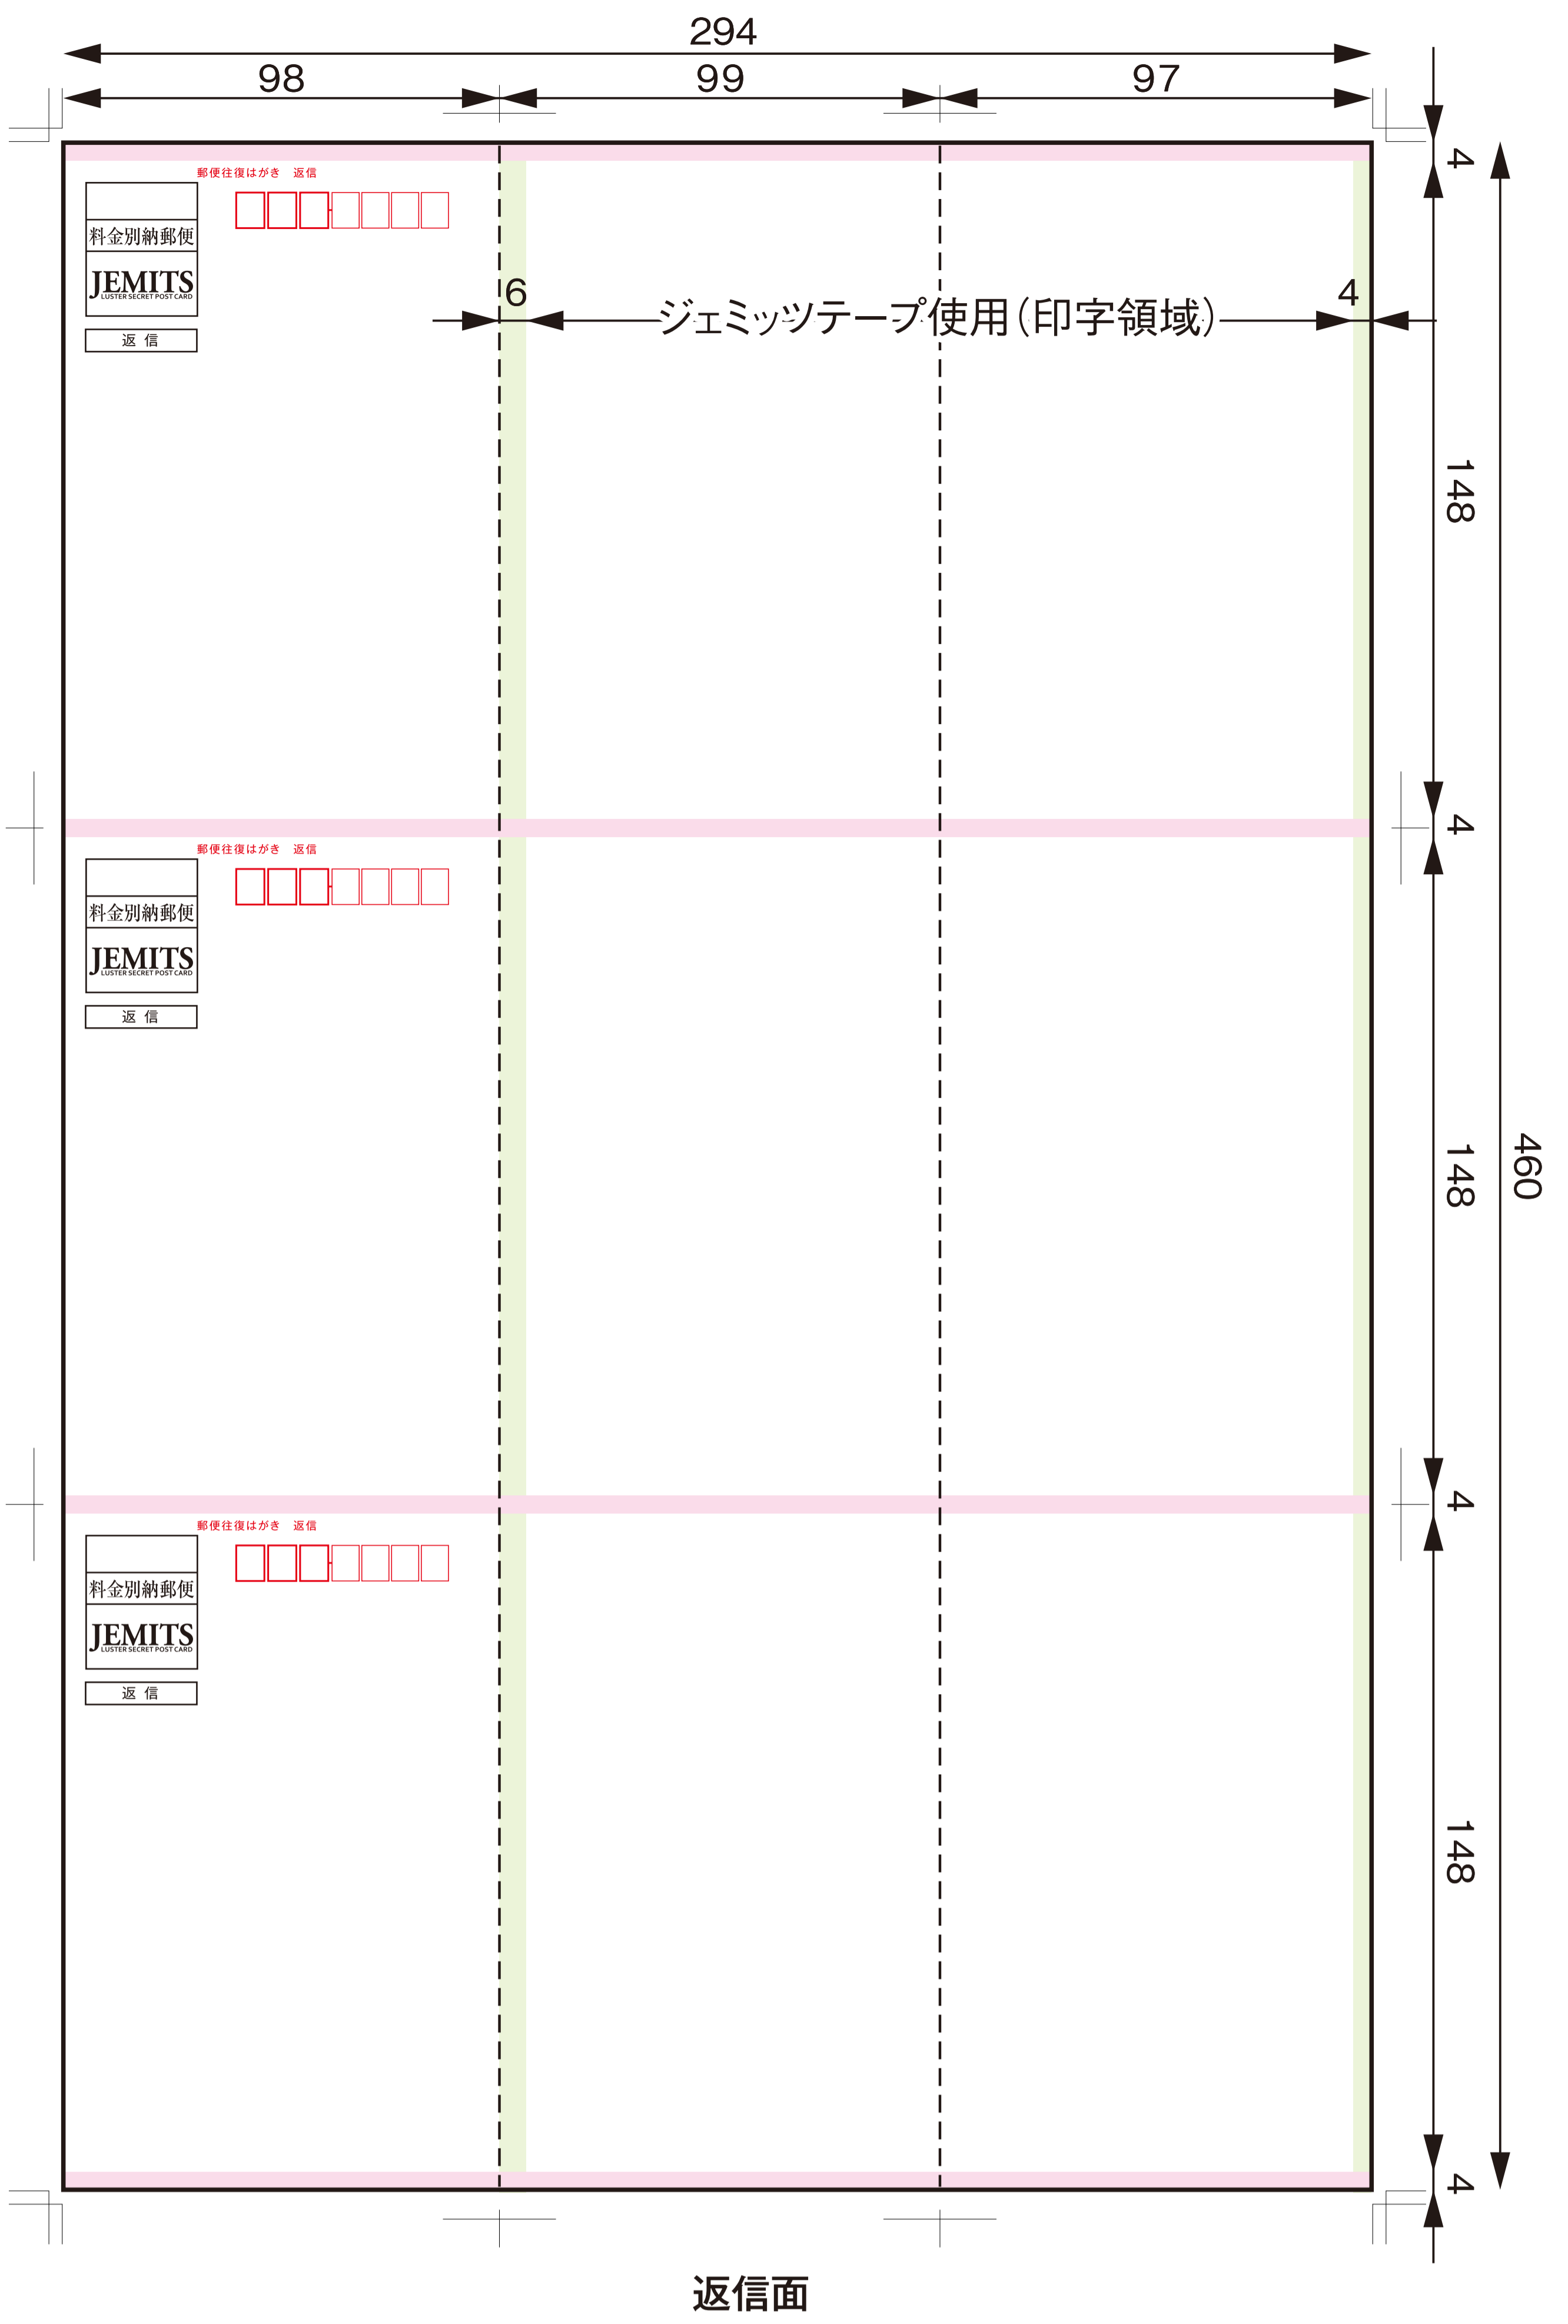 294
98
99
97
4
郵便往復はがき 返信
料金別納郵便
JEMITS
LUSTER SECRET POST CARD
返 信
6
ジェミッツテープ使用(印字領域)
4
148
4
郵便往復はがき 返信
料金別納郵便
JEMITS
LUSTER SECRET POST CARD
返 信
148
460
4
郵便往復はがき 返信
料金別納郵便
JEMITS
LUSTER SECRET POST CARD
返 信
148
4
返信面